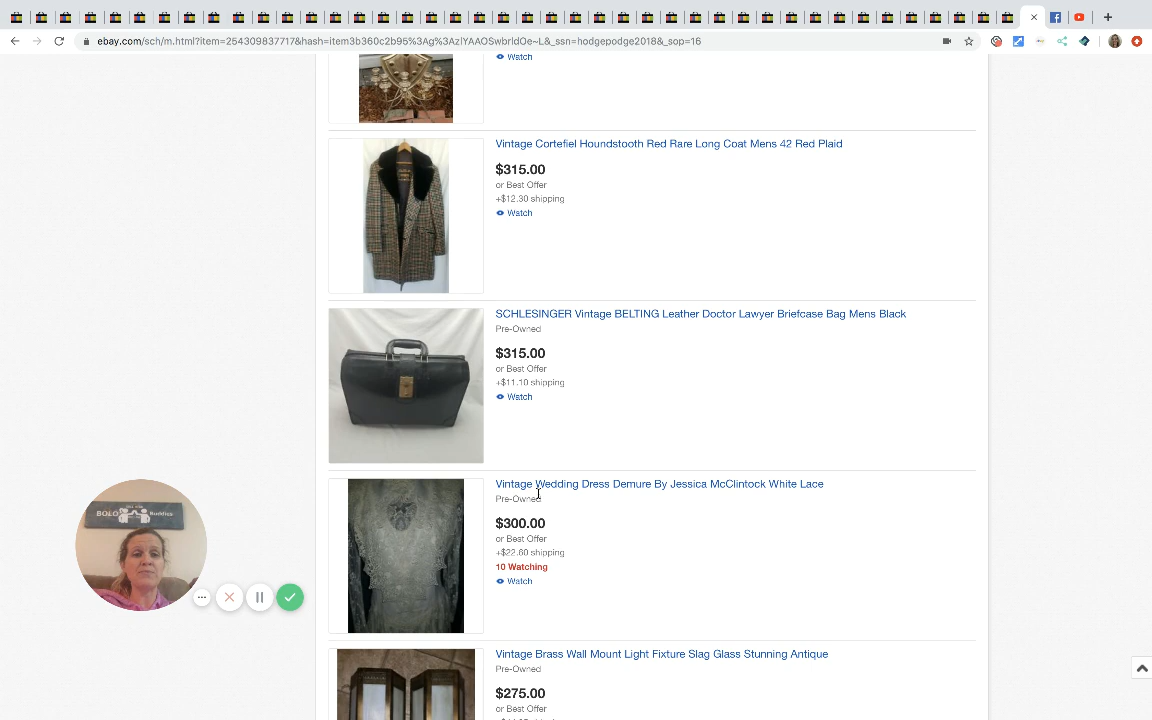 ebay.com/sch/m.html?item=254309837717&hash=item3b360c2b95%3Ag%3AzlYAAOSwbrIdOe~L&_ssn=hodgepodge2018&_sop=16
Watch
Vintage Cortefiel Houndstooth Red Rare Long Coat Mens 42 Red Plaid
$315.00
or Best Offer
+$12.30 shipping
Watch
SCHLESINGER Vintage BELTING Leather Doctor Lawyer Briefcase Bag Mens Black
Pre-Owned
$315.00
or Best Offer
+$11.10 shipping
Watch
Vintage Wedding Dress Demure By Jessica McClintock White Lace
Pre-Owned
$300.00
or Best Offer
+$22.60 shipping
10 Watching
Watch
BOLO Buddies
Vintage Brass Wall Mount Light Fixture Slag Glass Stunning Antique
Pre-Owned
$275.00
or Best Offer